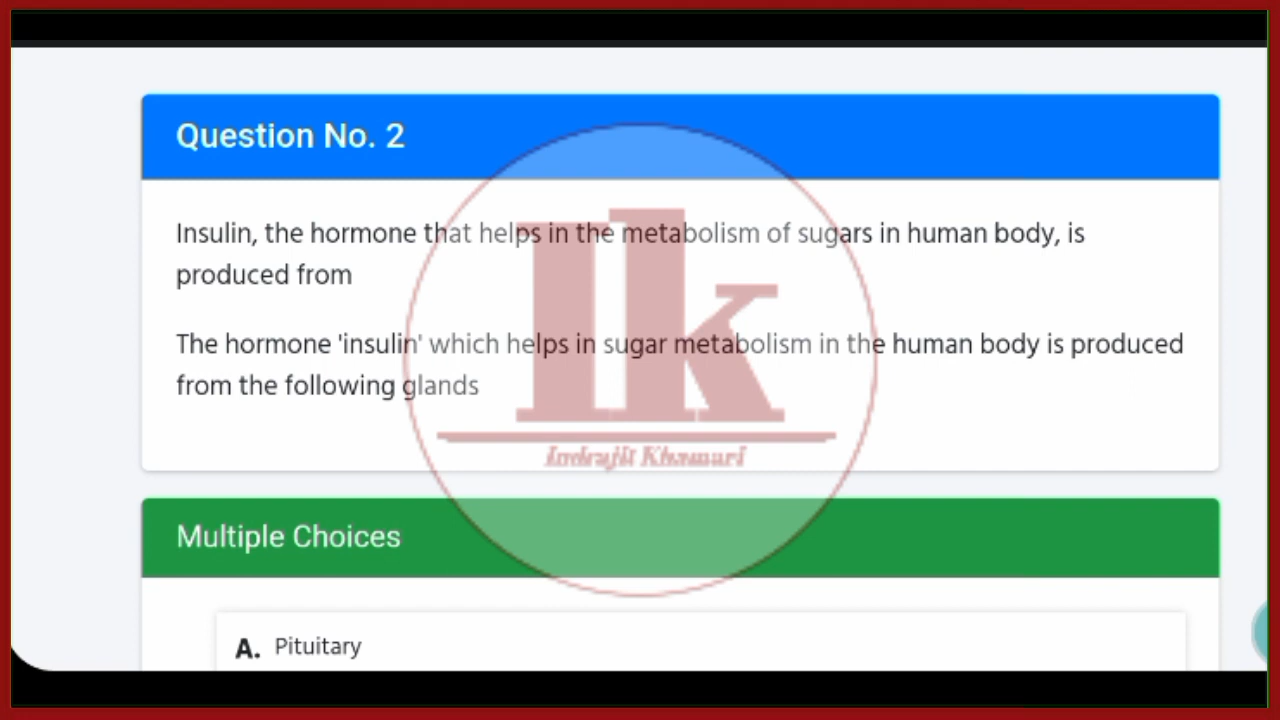 Question No. 2
Insulin, the hormone that helps in the metabolism of sugars in human body, is
produced from
The hormone 'insulin' which helps in sugar metabolism in the human body is produced
from the following glands
Ik
Indrajit Khamari
Multiple Choices
A. Pituitary